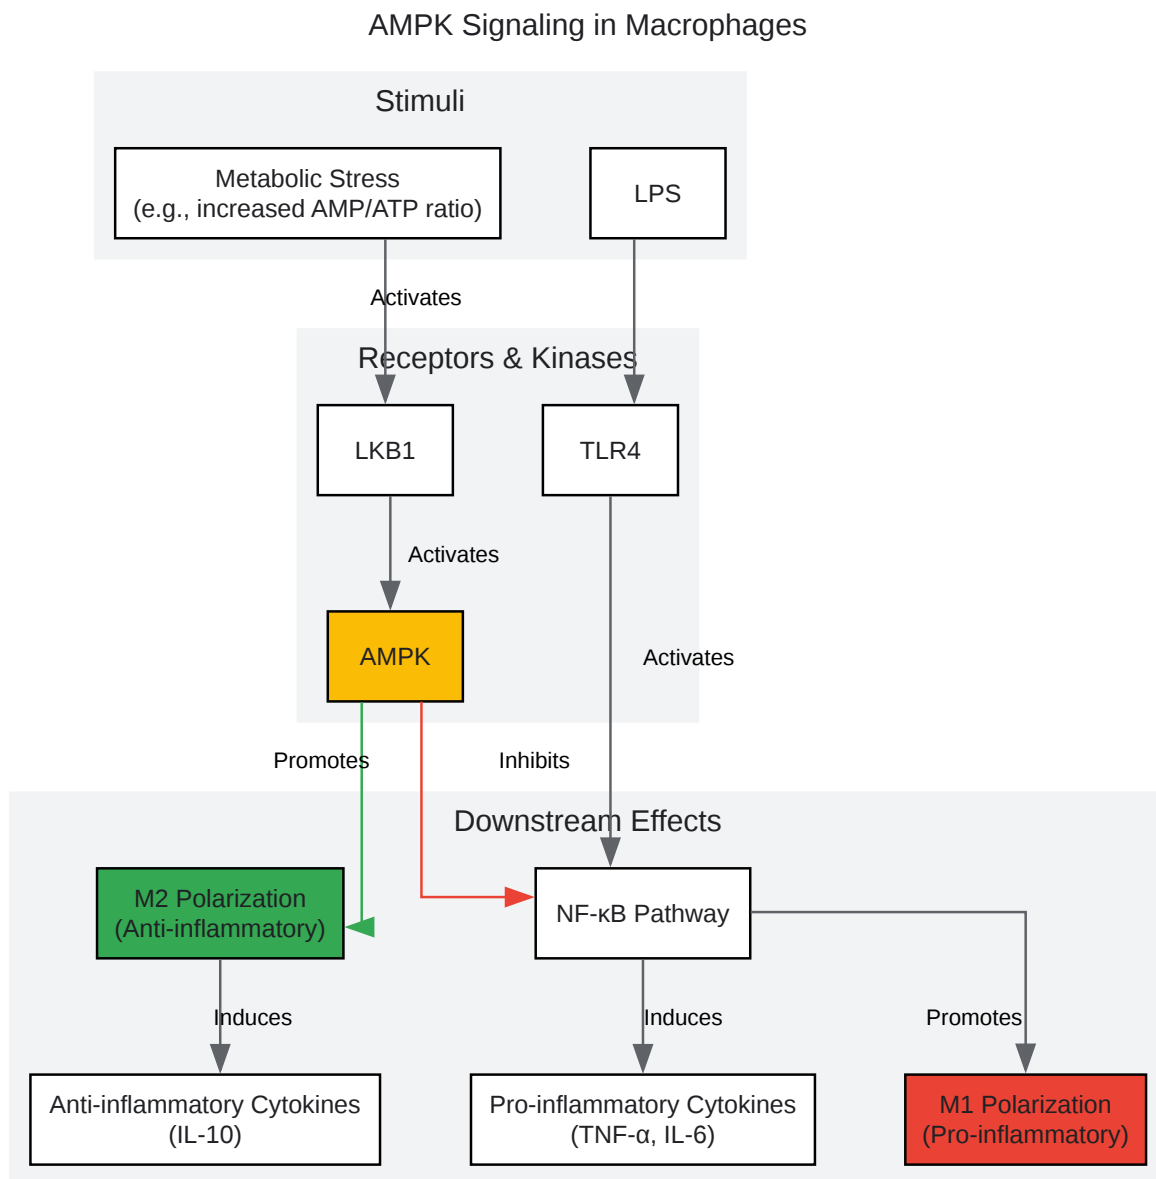 AMPK Signaling in Macrophages
Stimuli
Metabolic Stress
(e.g., increased AMP/ATP ratio)
LPS
Activates
Receptors & Kinases
LKB1
TLR4
Activates
AMPK
Activates
Promotes
Inhibits
Downstream Effects
M2 Polarization
(Anti-inflammatory)
NF-κB Pathway
Induces
Induces
Promotes
Anti-inflammatory Cytokines
(IL-10)
Pro-inflammatory Cytokines
(TNF-α, IL-6)
M1 Polarization
(Pro-inflammatory)